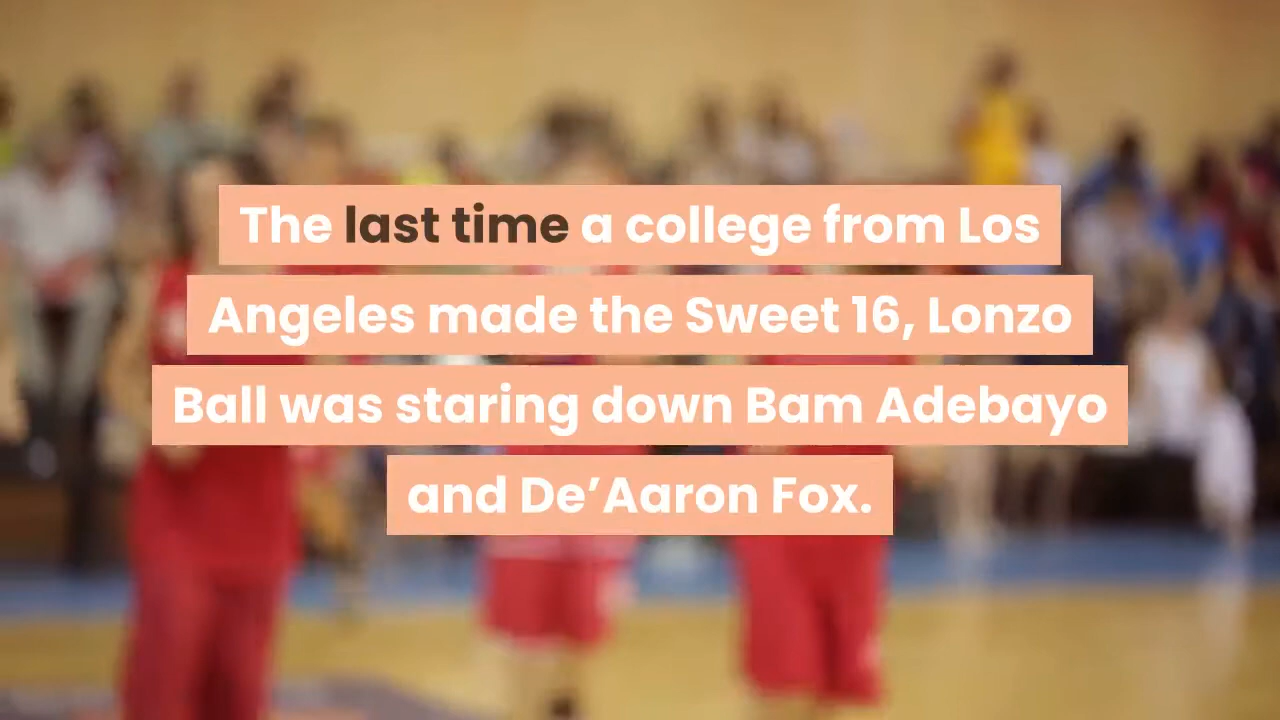 The last time a college from Los
Angeles made the Sweet 16, Lonzo
Ball was staring down Bam Adebayo
and De’Aaron Fox.